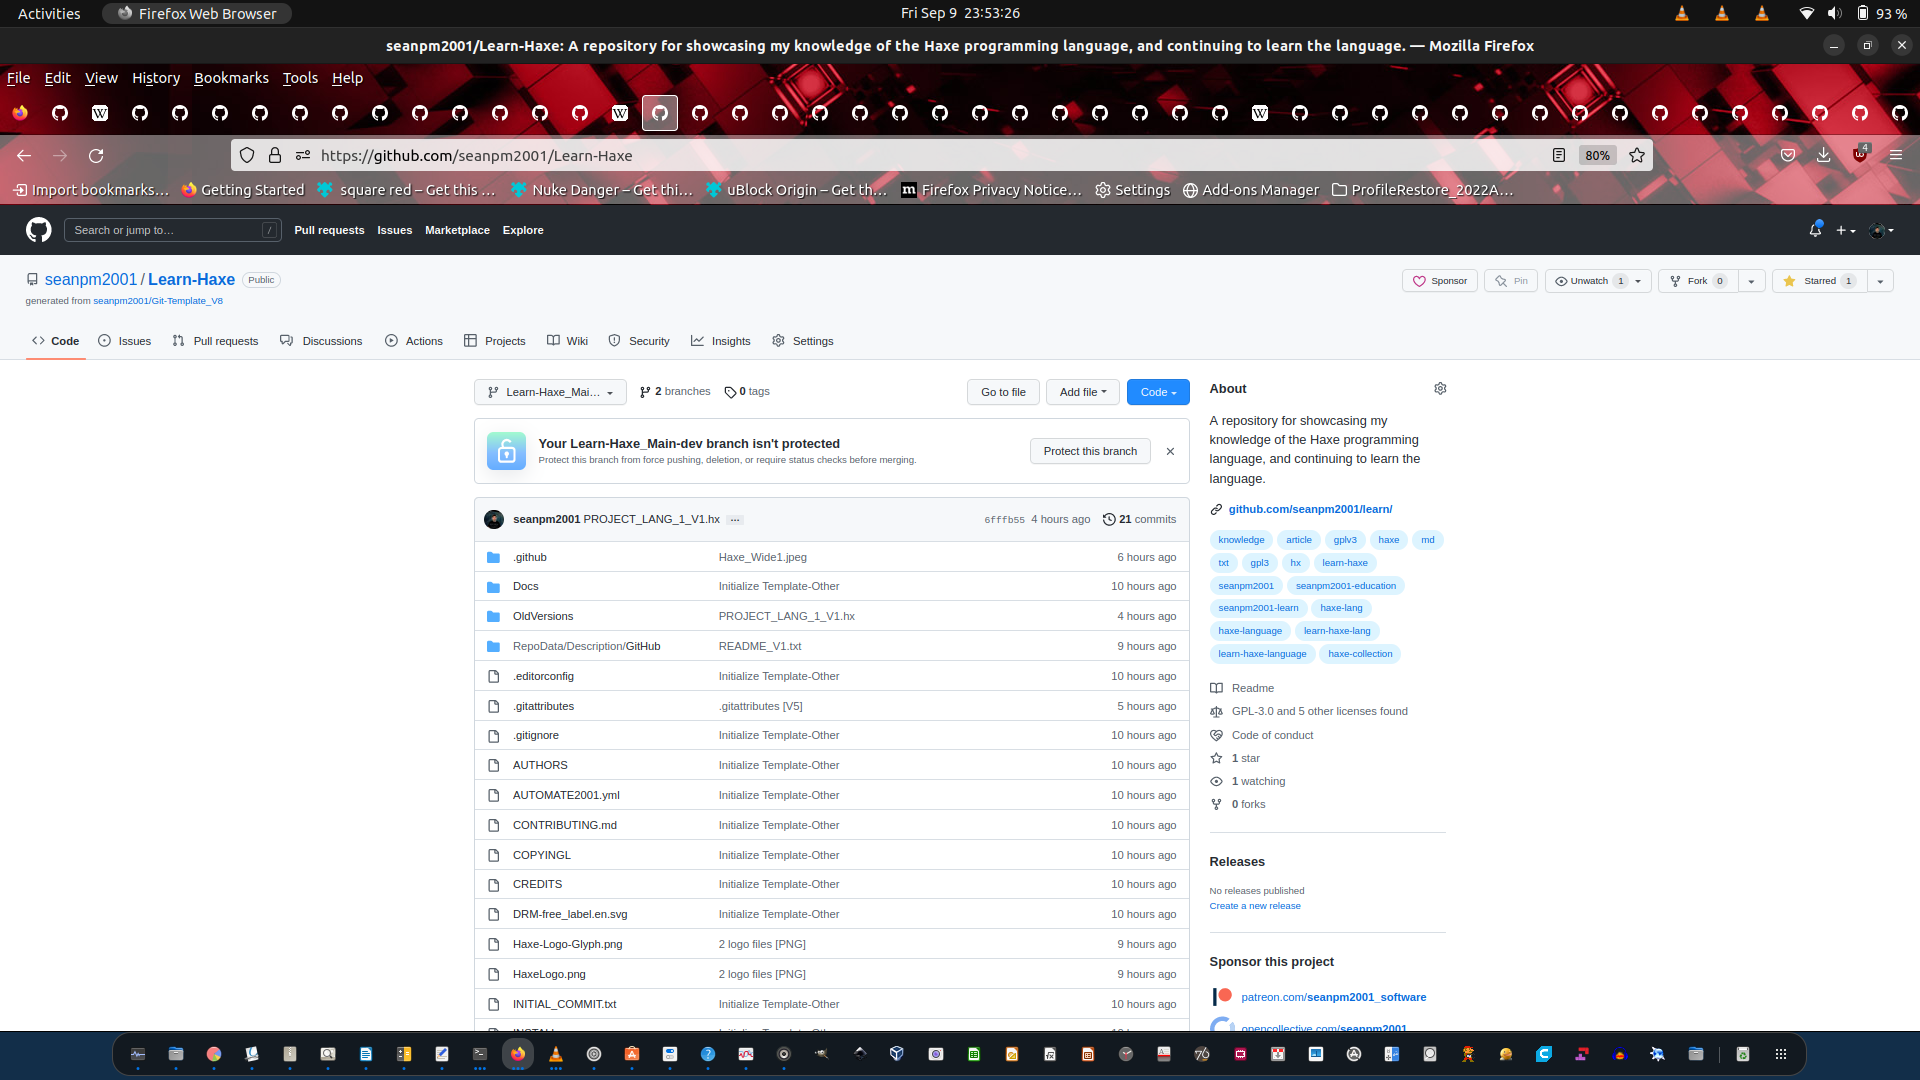 Activities
Firefox Web Browser
Fri Sep 9 23:53:26
93 %
seanpm2001/Learn-Haxe: A repository for showcasing my knowledge of the Haxe programming language, and continuing to learn the language. — Mozilla Firefox
File Edit View History Bookmarks Tools Help
https://github.com/seanpm2001/Learn-Haxe
80%
4
Import bookmarks…
Getting Started
square red – Get this …
Nuke Danger – Get thi…
uBlock Origin – Get th…
Firefox Privacy Notice…
Settings
Add-ons Manager
ProfileRestore_2022A…
Search or jump to… /
Pull requests Issues Marketplace Explore
seanpm2001 / Learn-Haxe Public
Sponsor
Pin
Unwatch 1
Fork 0
Starred 1
generated from seanpm2001/Git-Template_V8
Code Issues Pull requests Discussions Actions Projects Wiki Security Insights Settings
Learn-Haxe_Mai… 2 branches 0 tags
Go to file Add file Code
Your Learn-Haxe_Main-dev branch isn't protected
Protect this branch from force pushing, deletion, or require status checks before merging.
Protect this branch
seanpm2001 PROJECT_LANG_1_V1.hx … 6fffb55 4 hours ago 21 commits
.github Haxe_Wide1.jpeg 6 hours ago
Docs Initialize Template-Other 10 hours ago
OldVersions PROJECT_LANG_1_V1.hx 4 hours ago
RepoData/Description/GitHub README_V1.txt 9 hours ago
.editorconfig Initialize Template-Other 10 hours ago
.gitattributes .gitattributes [V5] 5 hours ago
.gitignore Initialize Template-Other 10 hours ago
AUTHORS Initialize Template-Other 10 hours ago
AUTOMATE2001.yml Initialize Template-Other 10 hours ago
CONTRIBUTING.md Initialize Template-Other 10 hours ago
COPYINGL Initialize Template-Other 10 hours ago
CREDITS Initialize Template-Other 10 hours ago
DRM-free_label.en.svg Initialize Template-Other 10 hours ago
Haxe-Logo-Glyph.png 2 logo files [PNG] 9 hours ago
HaxeLogo.png 2 logo files [PNG] 9 hours ago
INITIAL_COMMIT.txt Initialize Template-Other 10 hours ago
About
A repository for showcasing my
knowledge of the Haxe programming
language, and continuing to learn the
language.
github.com/seanpm2001/learn/
knowledge article gplv3 haxe md
txt gpl3 hx learn-haxe
seanpm2001 seanpm2001-education
seanpm2001-learn haxe-lang
haxe-language learn-haxe-lang
learn-haxe-language haxe-collection
Readme
GPL-3.0 and 5 other licenses found
Code of conduct
1 star
1 watching
0 forks
Releases
No releases published
Create a new release
Sponsor this project
patreon.com/seanpm2001_software
opencollective.com/seanpm2001